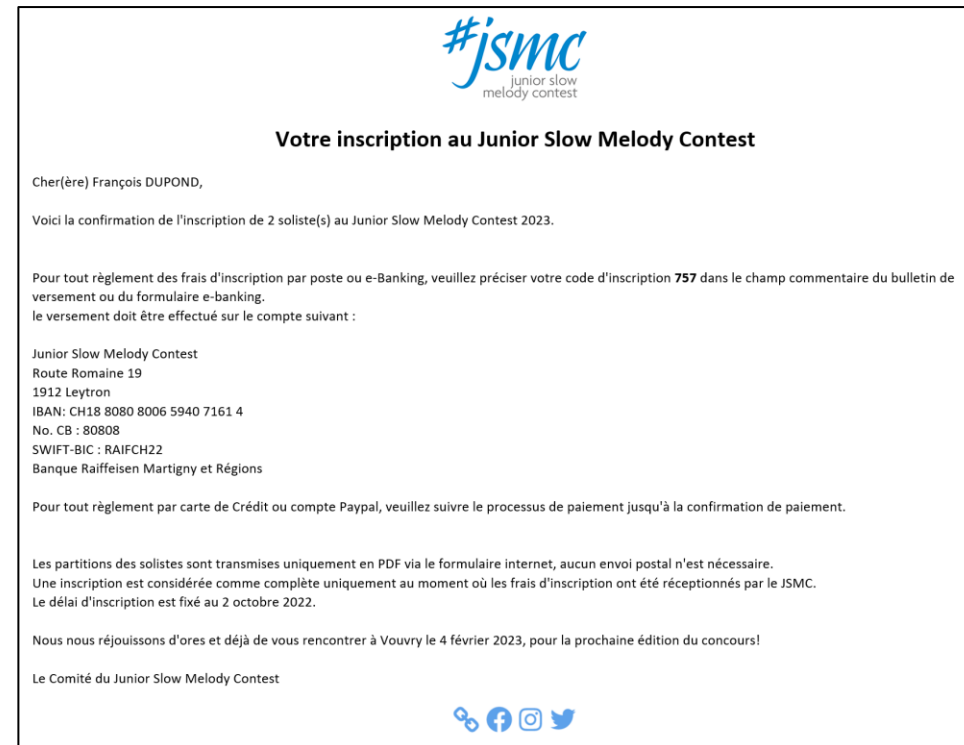 #jsmc
junior slow
melody contest
Votre inscription au Junior Slow Melody Contest
Cher(ère) François DUPOND,
Voici la confirmation de l'inscription de 2 soliste(s) au Junior Slow Melody Contest 2023.
Pour tout règlement des frais d'inscription par poste ou e-Banking, veuillez préciser votre code d'inscription 757 dans le champ commentaire du bulletin de
versement ou du formulaire e-banking.
le versement doit être effectué sur le compte suivant :
Junior Slow Melody Contest
Route Romaine 19
1912 Leytron
IBAN: CH18 8080 8006 5940 7161 4
No. CB : 80808
SWIFT-BIC : RAIFCH22
Banque Raiffeisen Martigny et Régions
Pour tout règlement par carte de Crédit ou compte Paypal, veuillez suivre le processus de paiement jusqu'à la confirmation de paiement.
Les partitions des solistes sont transmises uniquement en PDF via le formulaire internet, aucun envoi postal n'est nécessaire.
Une inscription est considérée comme complète uniquement au moment où les frais d'inscription ont été réceptionnés par le JSMC.
Le délai d'inscription est fixé au 2 octobre 2022.
Nous nous réjouissons d'ores et déjà de vous rencontrer à Vouvry le 4 février 2023, pour la prochaine édition du concours!
Le Comité du Junior Slow Melody Contest